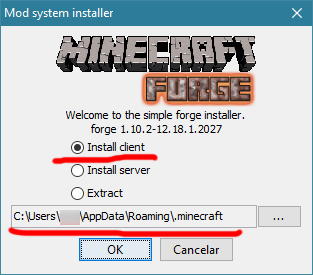 Mod system installer
MINECRAFT
FORGE
Welcome to the simple forge installer.
forge 1.10.2-12.18.1.2027
Install client
Install server
Extract
C:\Users\ \AppData\Roaming\.minecraft
...
OK
Cancelar